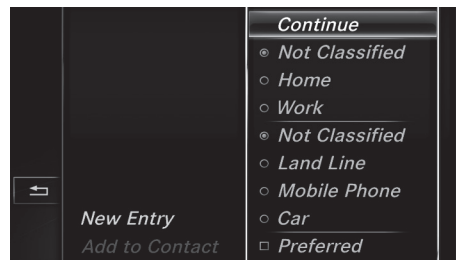 Continue
Not Classified
Home
Work
Not Classified
Land Line
Mobile Phone
Car
Preferred
New Entry
Add to Contact